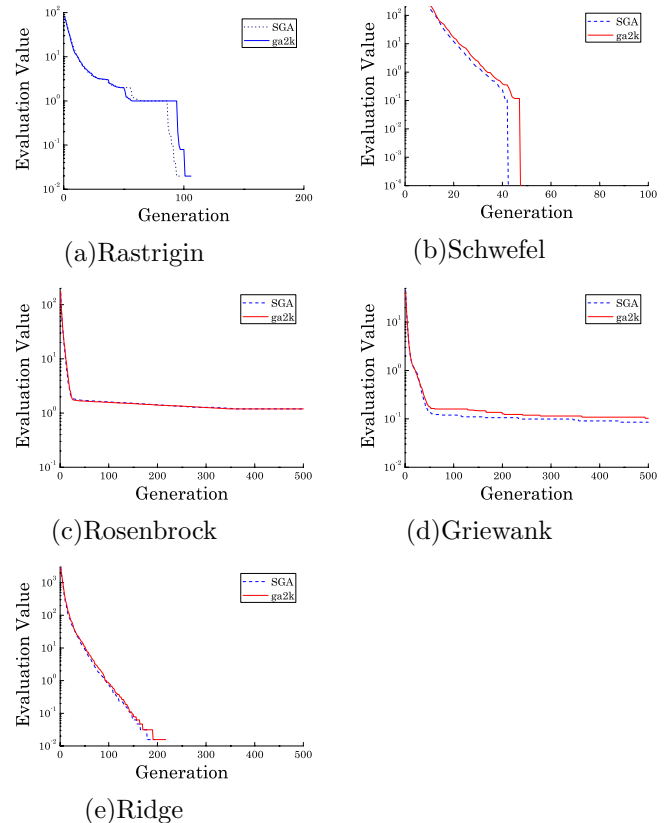 10²
10¹
10⁰
10⁻¹
10⁻²
0
100
200
Evaluation Value
Generation
SGA
ga2k
(a)Rastrigin
10²
10¹
10⁰
10⁻¹
10⁻²
10⁻³
10⁻⁴
0
20
40
60
80
100
Evaluation Value
Generation
SGA
ga2k
(b)Schwefel
10²
10¹
10⁰
10⁻¹
0
100
200
300
400
500
Evaluation Value
Generation
SGA
ga2k
(c)Rosenbrock
10¹
10⁰
10⁻¹
10⁻²
0
100
200
300
400
500
Evaluation Value
Generation
SGA
ga2k
(d)Griewank
10³
10²
10¹
10⁰
10⁻¹
10⁻²
0
100
200
300
400
500
Evaluation Value
Generation
SGA
ga2k
(e)Ridge